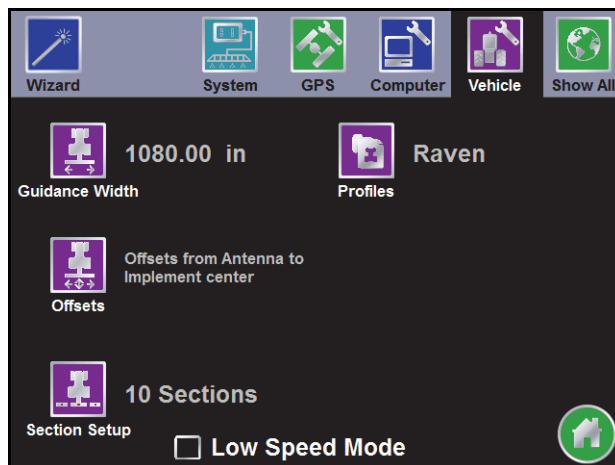 Wizard
System
GPS
Computer
Vehicle
Show All
1080.00 in
Guidance Width
Raven
Profiles
Offsets from Antenna to
Implement center
Offsets
10 Sections
Section Setup
Low Speed Mode